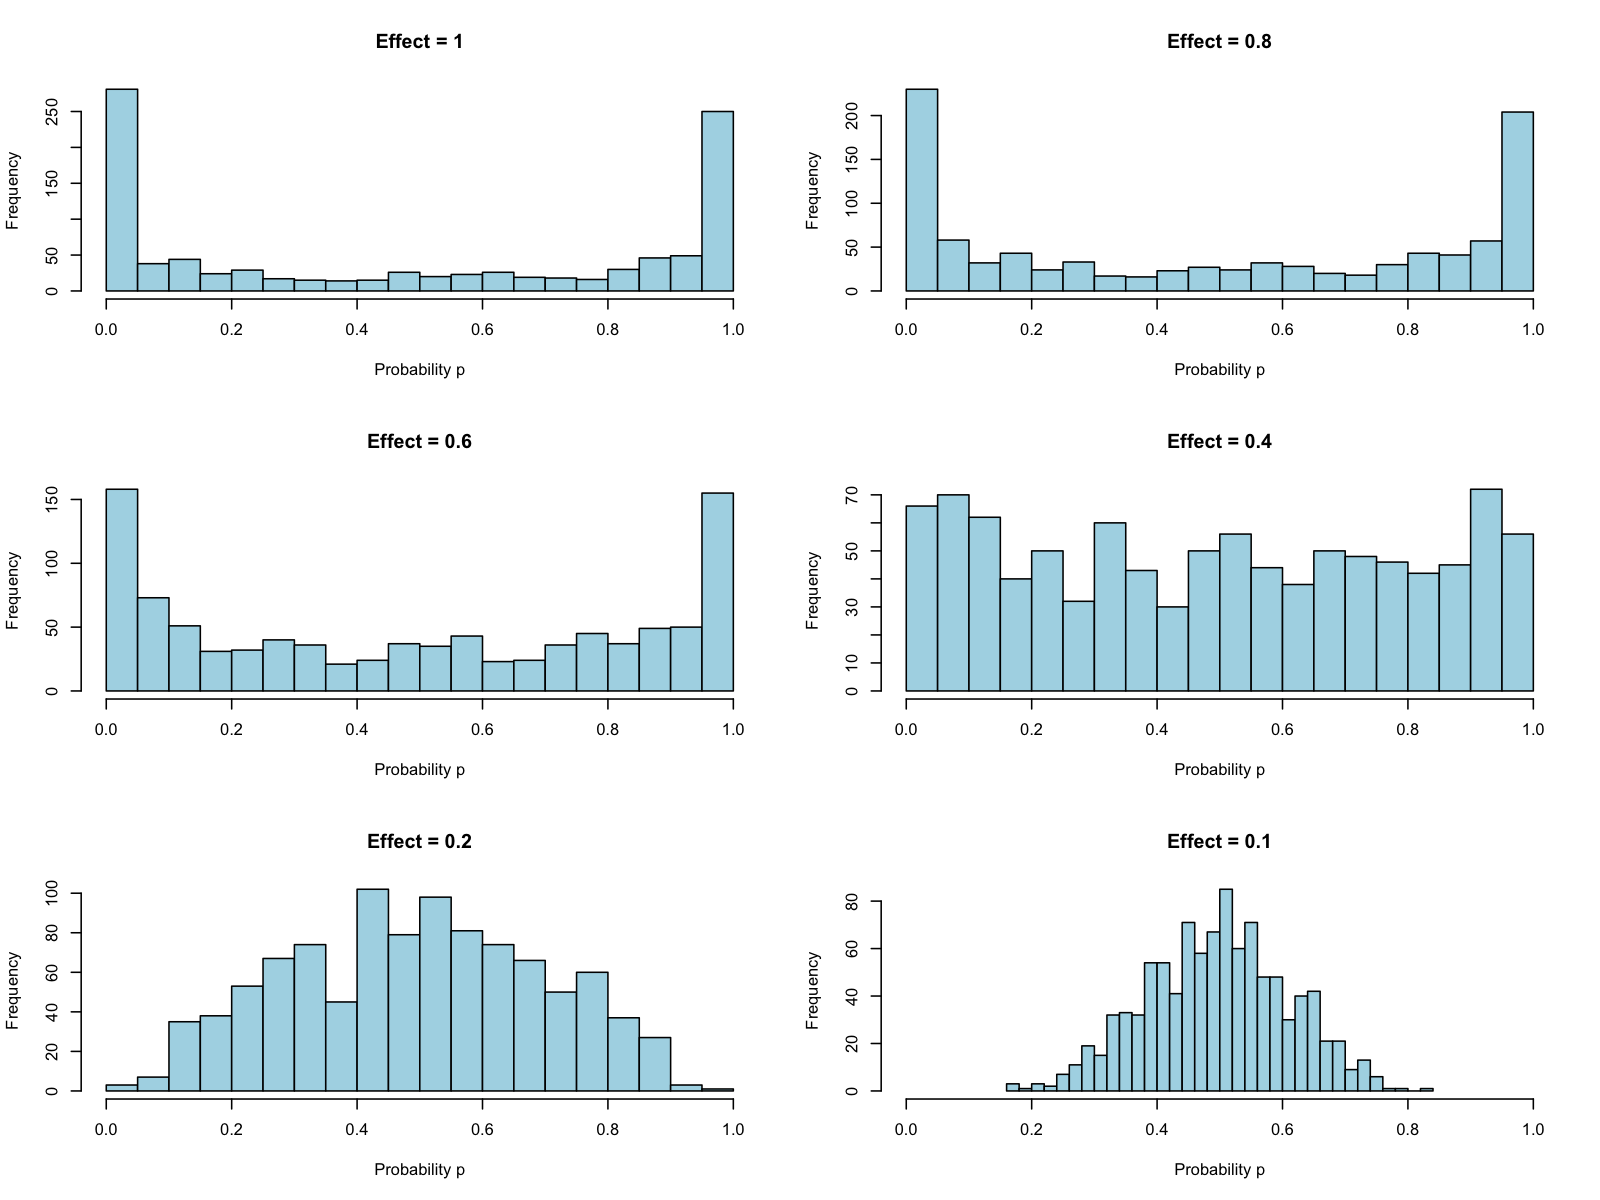 Effect = 1
Frequency
0 50 150 250
0.0 0.2 0.4 0.6 0.8 1.0
Probability p
Effect = 0.8
Frequency
0 50 100 150 200
0.0 0.2 0.4 0.6 0.8 1.0
Probability p
Effect = 0.6
Frequency
0 50 100 150
0.0 0.2 0.4 0.6 0.8 1.0
Probability p
Effect = 0.4
Frequency
0 10 30 50 70
0.0 0.2 0.4 0.6 0.8 1.0
Probability p
Effect = 0.2
Frequency
0 20 40 60 80 100
0.0 0.2 0.4 0.6 0.8 1.0
Probability p
Effect = 0.1
Frequency
0 20 40 60 80
0.0 0.2 0.4 0.6 0.8 1.0
Probability p